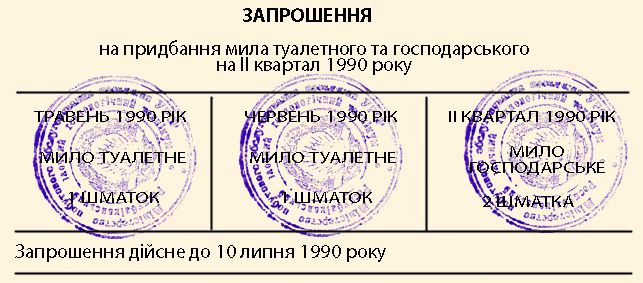 ЗАПРОШЕННЯ
на придбання мила туалетного та господарського
на II квартал 1990 року
ТРАВЕНЬ 1990 РІК
МИЛО ТУАЛЕТНЕ
1 ШМАТОК
ЧЕРВЕНЬ 1990 РІК
МИЛО ТУАЛЕТНЕ
ШМАТОК
II КВАРТАЛ 1990 РІК
МИЛО
ГОСПОДАРСЬКЕ
2 ШМАТКА
Запрошення дійсне до 10 липня 1990 року